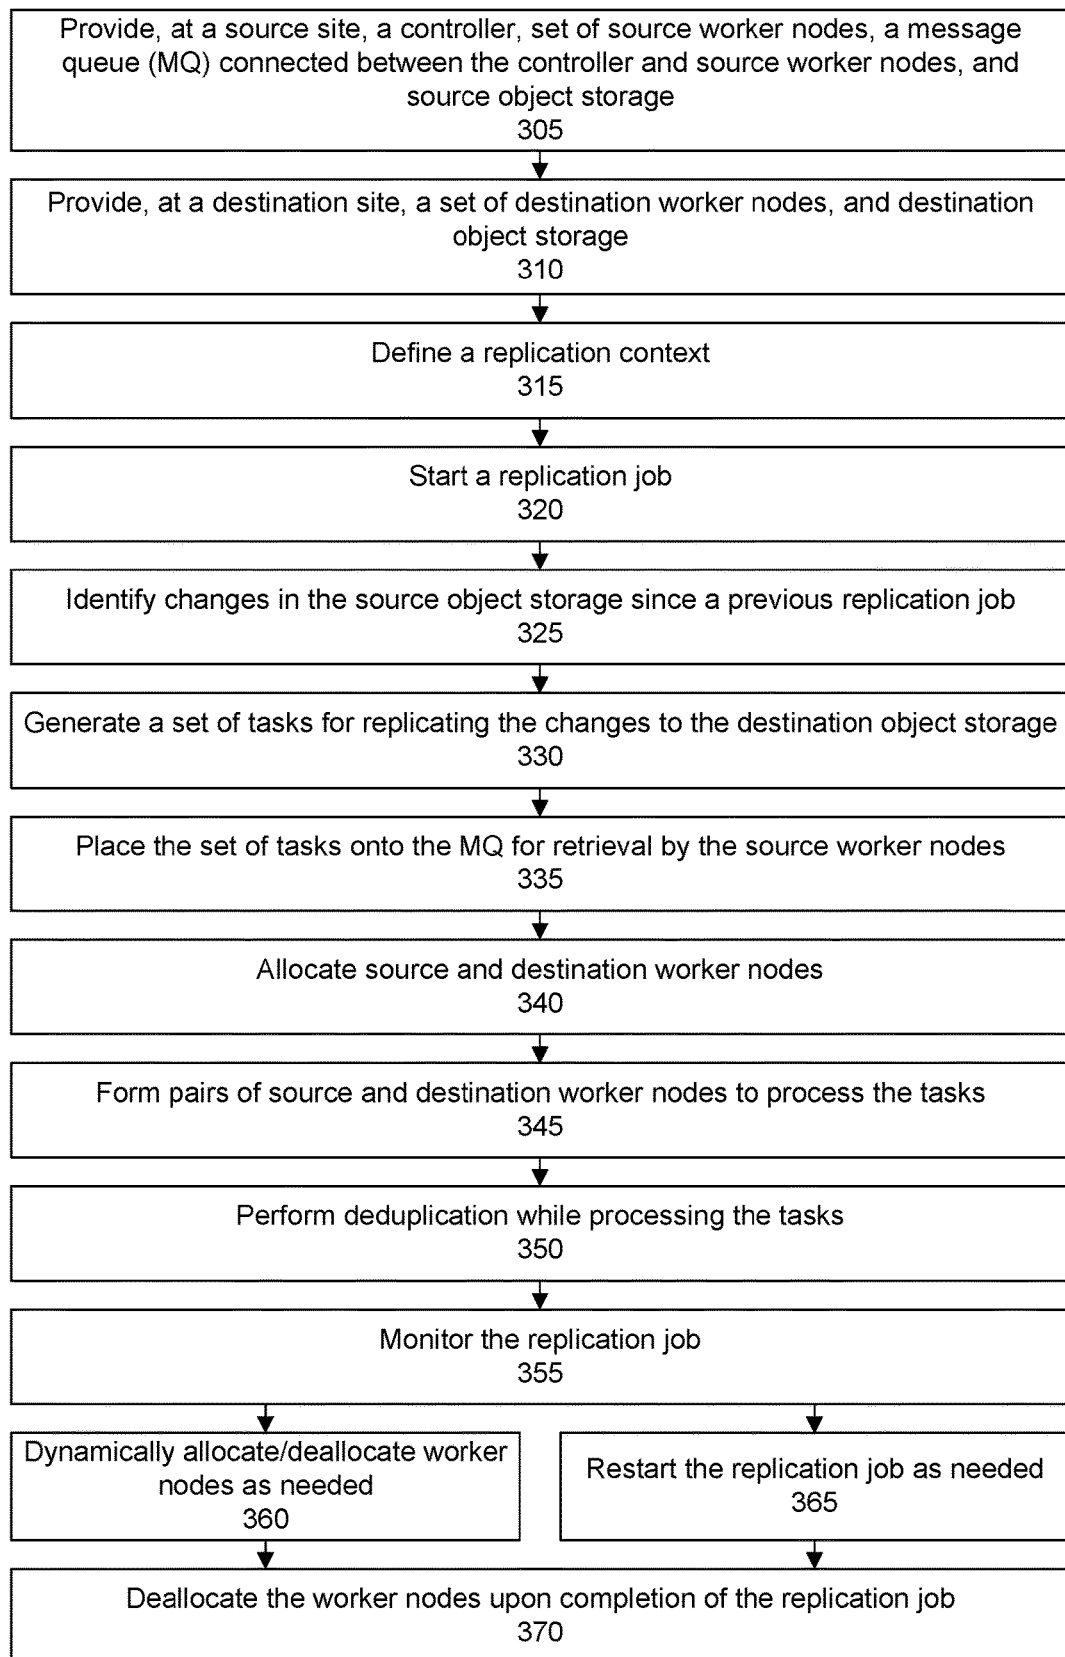 Provide, at a source site, a controller, set of source worker nodes, a message
queue (MQ) connected between the controller and source worker nodes, and
source object storage
305
Provide, at a destination site, a set of destination worker nodes, and destination
object storage
310
Define a replication context
315
Start a replication job
320
Identify changes in the source object storage since a previous replication job
325
Generate a set of tasks for replicating the changes to the destination object storage
330
Place the set of tasks onto the MQ for retrieval by the source worker nodes
335
Allocate source and destination worker nodes
340
Form pairs of source and destination worker nodes to process the tasks
345
Perform deduplication while processing the tasks
350
Monitor the replication job
355
Dynamically allocate/deallocate worker
nodes as needed
360
Restart the replication job as needed
365
Deallocate the worker nodes upon completion of the replication job
370